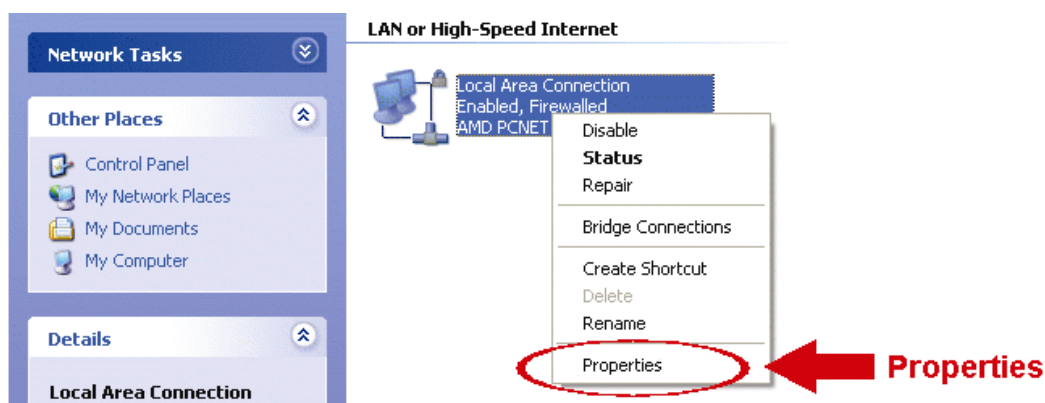 Network Tasks
Other Places
Control Panel
My Network Places
My Documents
My Computer
Details
Local Area Connection
LAN or High-Speed Internet
Local Area Connection
Enabled, Firewalled
AMD PCNET
Disable
Status
Repair
Bridge Connections
Create Shortcut
Delete
Rename
Properties
Properties